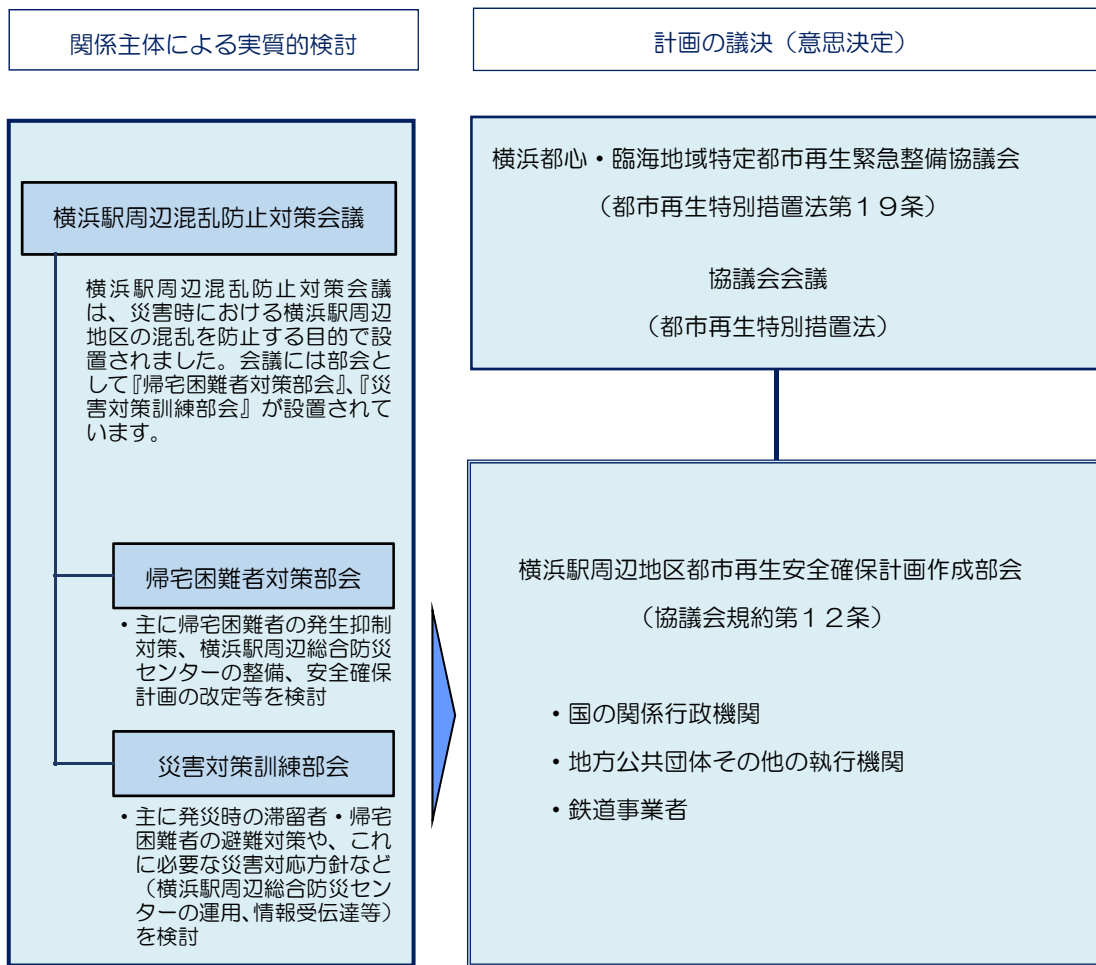 関係主体による実質的検討
計画の議決（意思決定）
横浜駅周辺混乱防止対策会議
横浜駅周辺混乱防止対策会議
は、災害時における横浜駅周辺
地区の混乱を防止する目的で設
置されました。会議には部会と
して『帰宅困難者対策部会』、『災
害対策訓練部会』が設置されて
います。
帰宅困難者対策部会
・主に帰宅困難者の発生抑制
対策、横浜駅周辺総合防災
センターの整備、安全確保
計画の改定等を検討
災害対策訓練部会
・主に発災時の滞留者・帰宅
困難者の避難対策や、これ
に必要な災害対応方針など
（横浜駅周辺総合防災セン
ターの運用、情報受伝達等）
を検討
横浜都心・臨海地域特定都市再生緊急整備協議会
（都市再生特別措置法第１９条）
協議会会議
（都市再生特別措置法）
横浜駅周辺地区都市再生安全確保計画作成部会
（協議会規約第１２条）
・国の関係行政機関
・地方公共団体その他の執行機関
・鉄道事業者